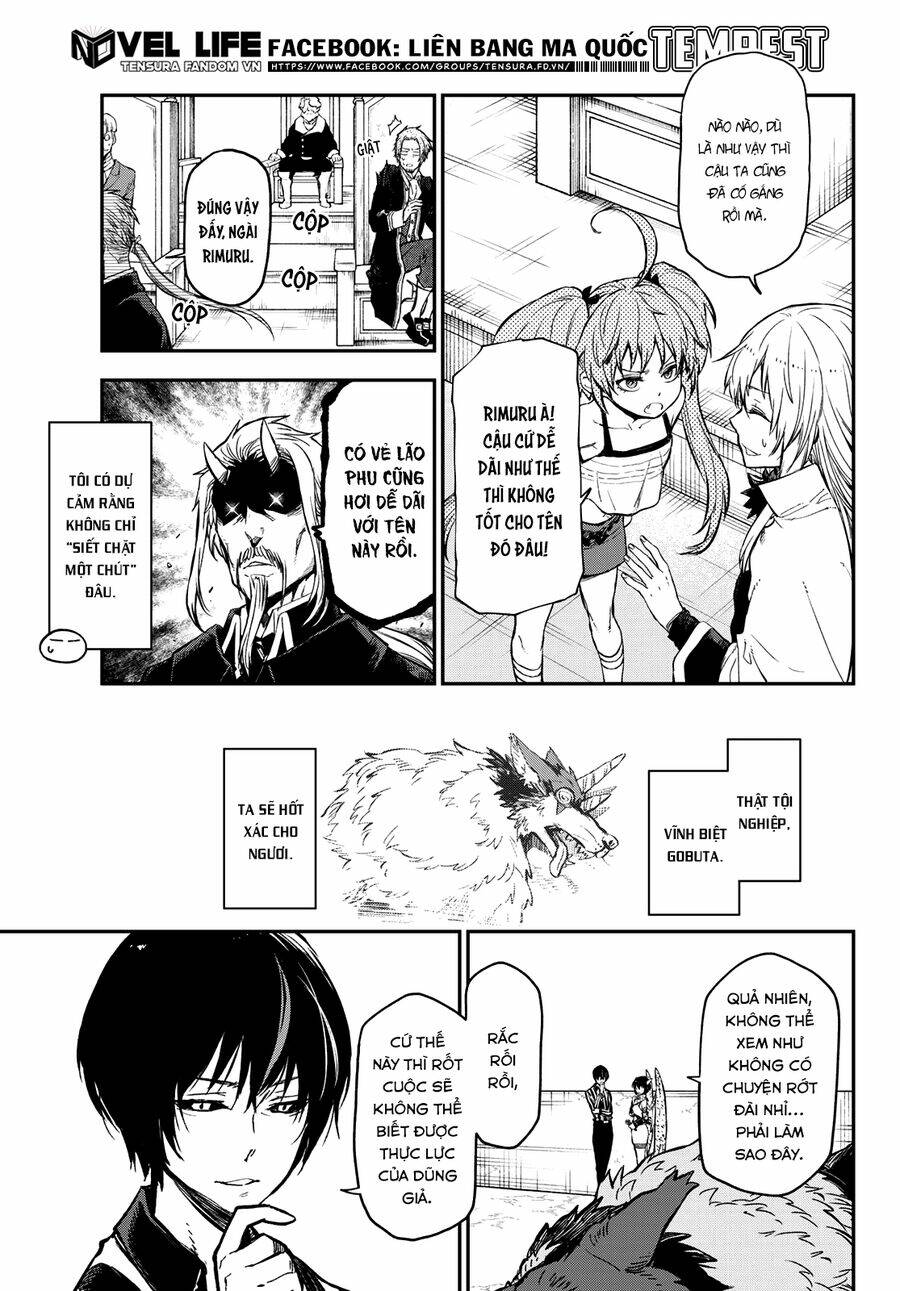 NOVEL LIFE
TENSURA FANDOM VN
FACEBOOK: LIÊN BANG MA QUỐC
HTTPS://WWW.FACEBOOK.COM/GROUPS/TENSURA.FD.VN/
TEMPEST
NÀO NÀO, DÙ
LÀ NHƯ VẬY THÌ
CẬU TA CŨNG
ĐÃ CỐ GẮNG
RỒI MÀ.
RIMURU À!
CẬU CỨ DỄ
DÃI NHƯ THẾ
THÌ KHÔNG
TỐT CHO TÊN
ĐÓ ĐÂU!
GIẬT
ĐÚNG VẬY
ĐẤY, NGÀI
RIMURU.
CỘP
CỘP
CỘP
CÓ VẺ LÃO
PHU CŨNG
HƠI DỄ DÃI
VỚI TÊN
NÀY RỒI.
TÔI CÓ DỰ
CẢM RẰNG
KHÔNG CHỈ
"SIẾT CHẶT
MỘT CHÚT"
ĐÂU.
THẬT TỘI
NGHIỆP,
VĨNH BIỆT
GOBUTA.
TA SẼ HỐT
XÁC CHO
NGƯƠI.
QUẢ NHIÊN,
KHÔNG THỂ
XEM NHƯ
KHÔNG CÓ
CHUYỆN RỚT
ĐÀI NHỈ...
PHẢI LÀM
SAO ĐÂY.
RẮC
RỐI
RỒI,
CỨ THẾ
NÀY THÌ RỐT
CUỘC SẼ
KHÔNG THỂ
BIẾT ĐƯỢC
THỰC LỰC
CỦA DŨNG
GIẢ.